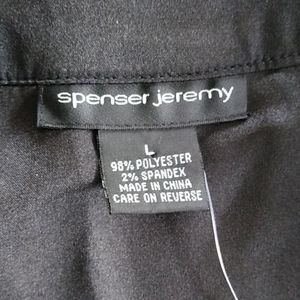 spenser jeremy
L
98% POLYESTER
2% SPANDEX
MADE IN CHINA
CARE ON REVERSE